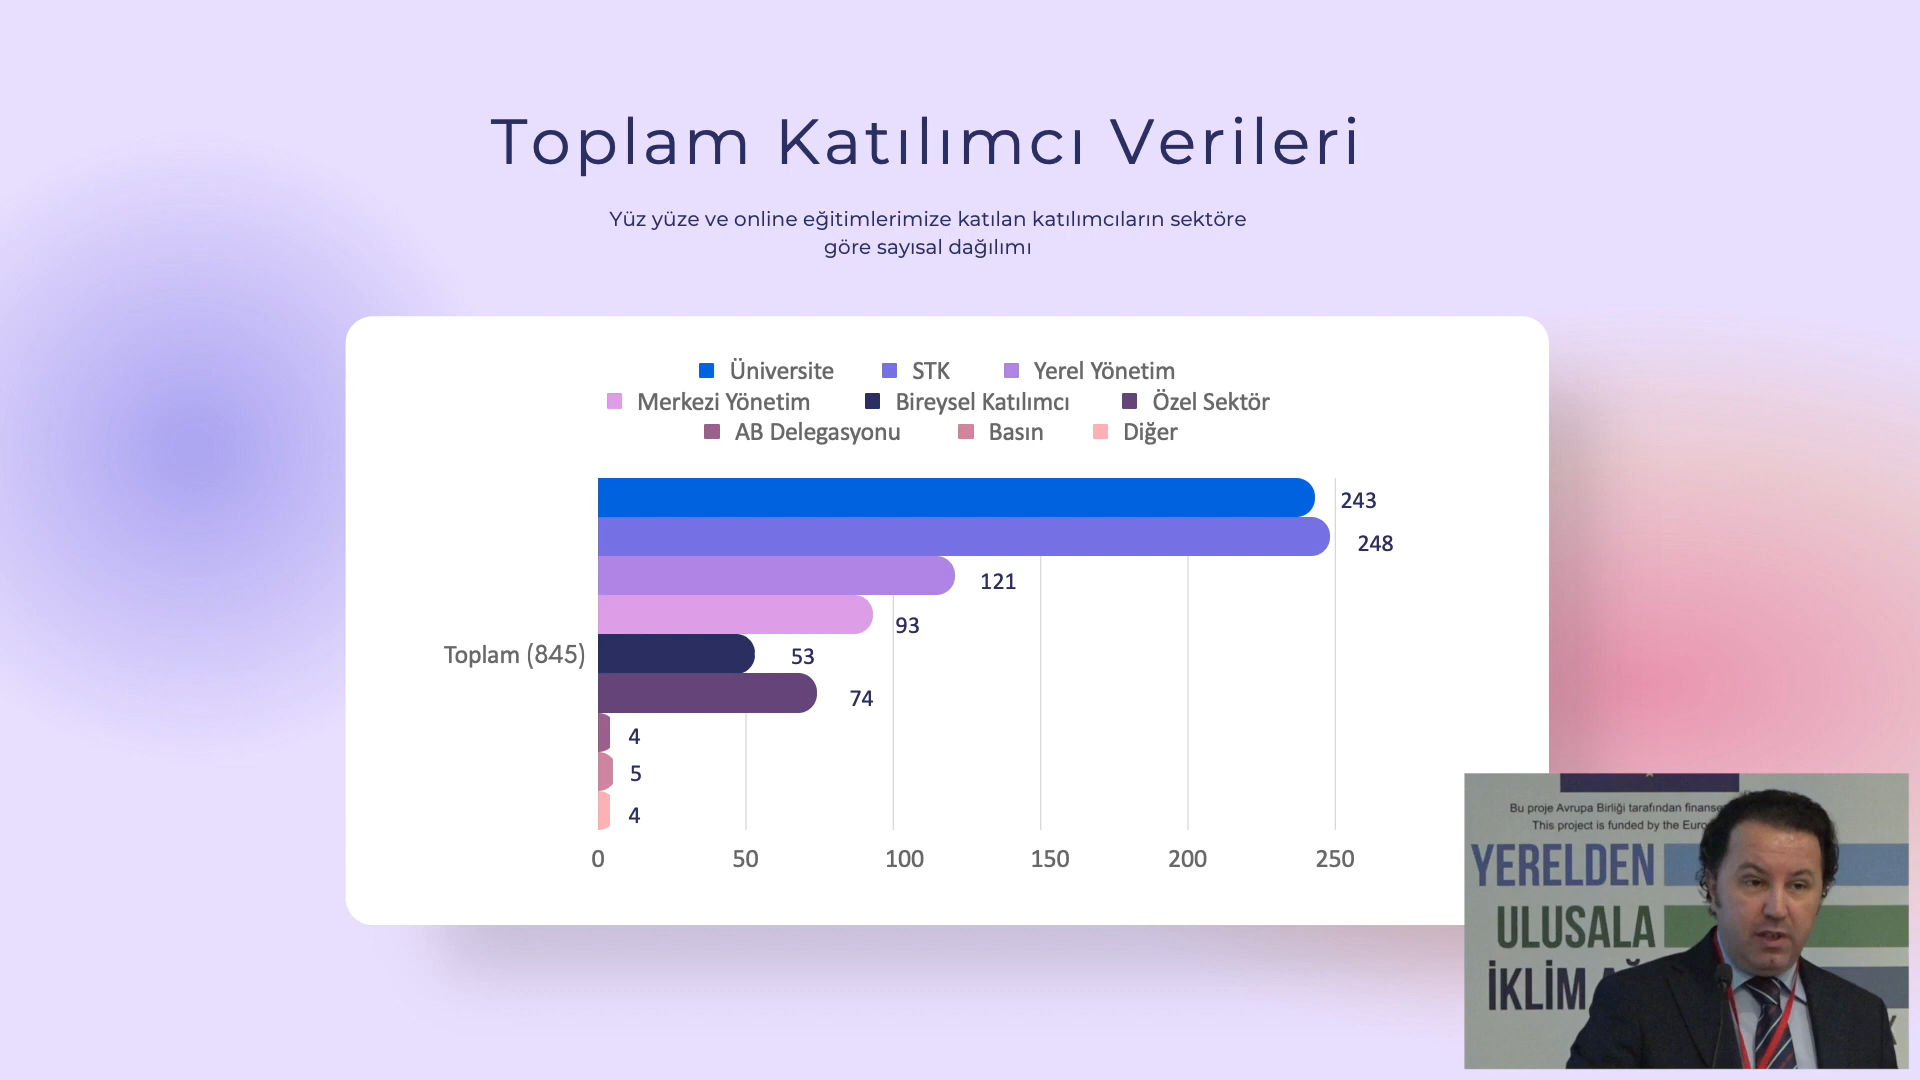 Toplam Katılımcı Verileri
Yüz yüze ve online eğitimlerimize katılan katılımcıların sektöre
göre sayısal dağılımı
Üniversite STK Yerel Yönetim
Merkezi Yönetim Bireysel Katılımcı Özel Sektör
AB Delegasyonu Basın Diğer
243
248
121
93
Toplam (845)
53
74
4
5
4
0 50 100 150 200 250
Bu proje Avrupa Birliği tarafından
This project is funded by the
YERELDEN
ULUSALA
İKLİM